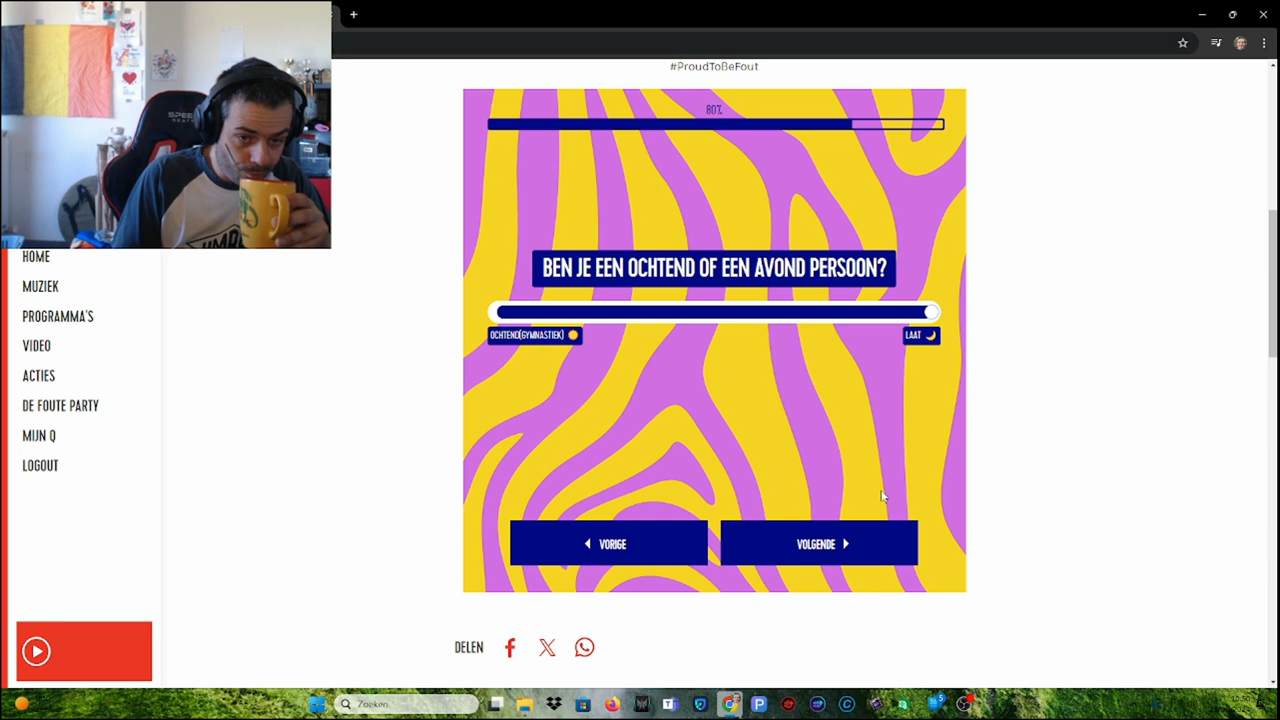 #ProudToBeFout
80%
BEN JE EEN OCHTEND OF EEN AVOND PERSOON?
OCHTEND(GYMNASTIEK)
LAAT
HOME
MUZIEK
PROGRAMMA'S
VIDEO
ACTIES
DE FOUTE PARTY
MIJN Q
LOGOUT
VORIGE
VOLGENDE
DELEN
Zoeken